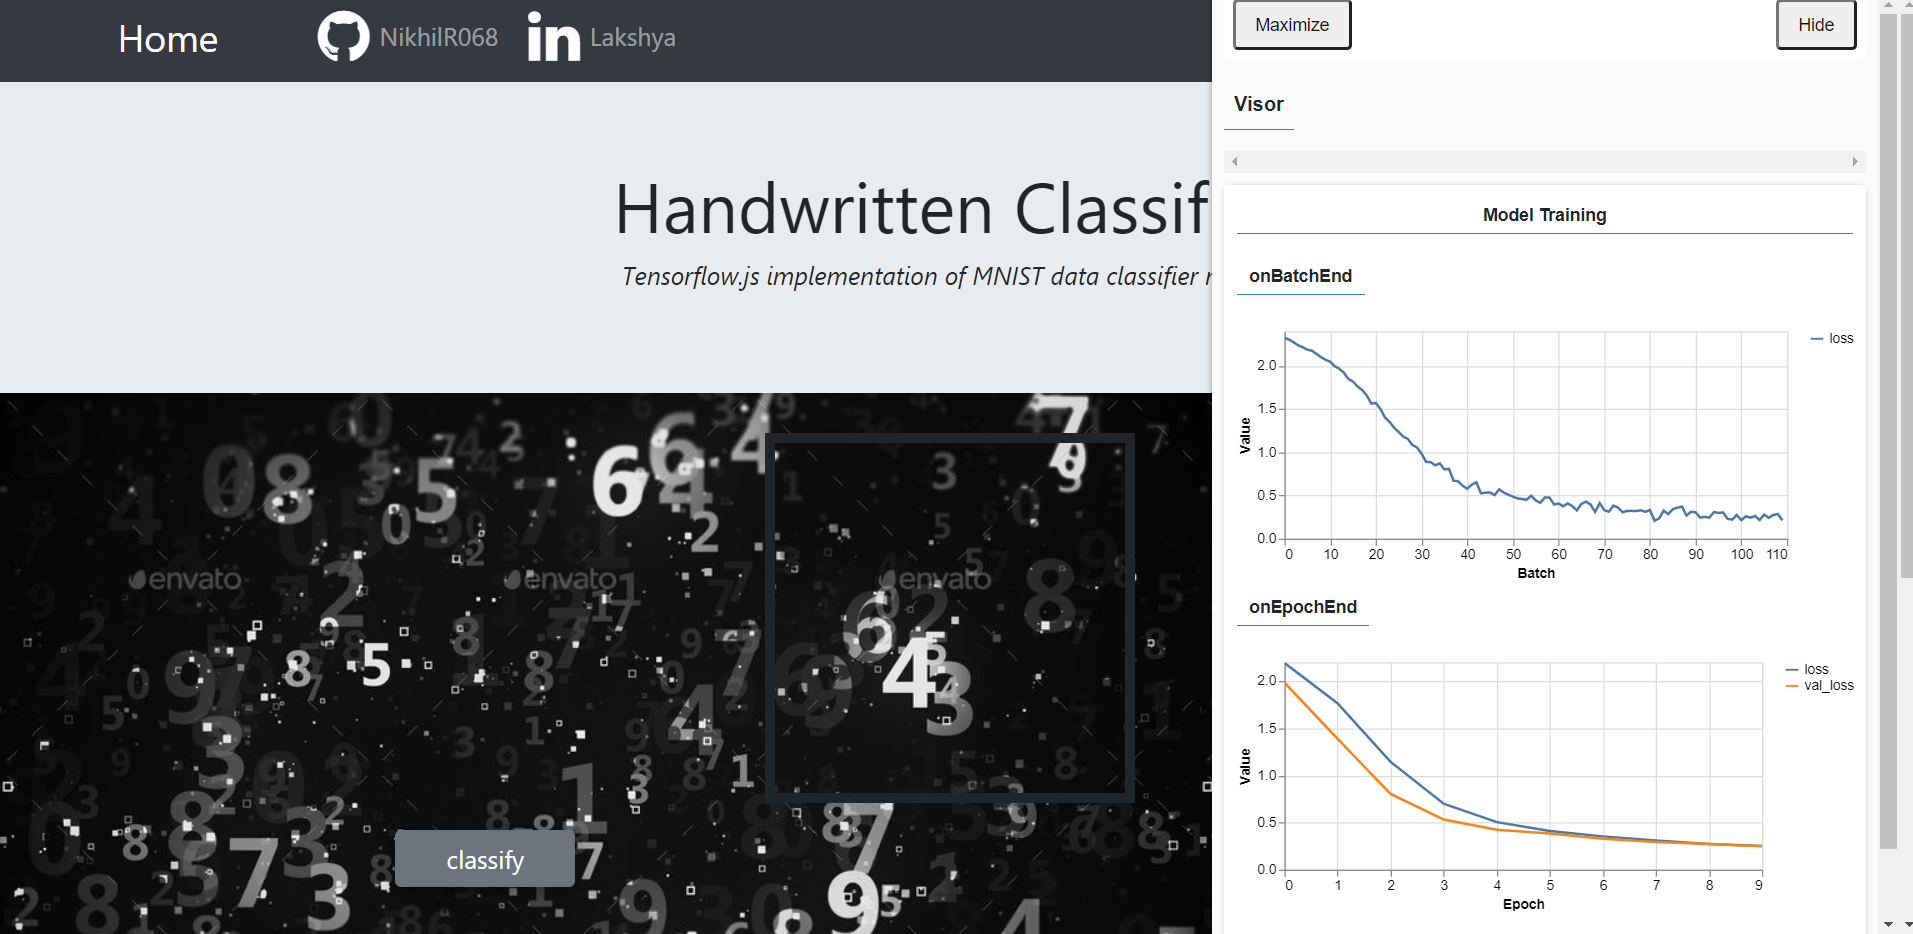 Home
NikhilR068
Lakshya
Handwritten Classif
Tensorflow.js implementation of MNIST data classifier
envato
envato
envato
classify
Maximize
Hide
Visor
Model Training
onBatchEnd
loss
Value
2.0
1.5
1.0
0.5
0.0
0 10 20 30 40 50 60 70 80 90 100 110
Batch
onEpochEnd
loss
val_loss
Value
2.0
1.5
1.0
0.5
0.0
0 1 2 3 4 5 6 7 8 9
Epoch